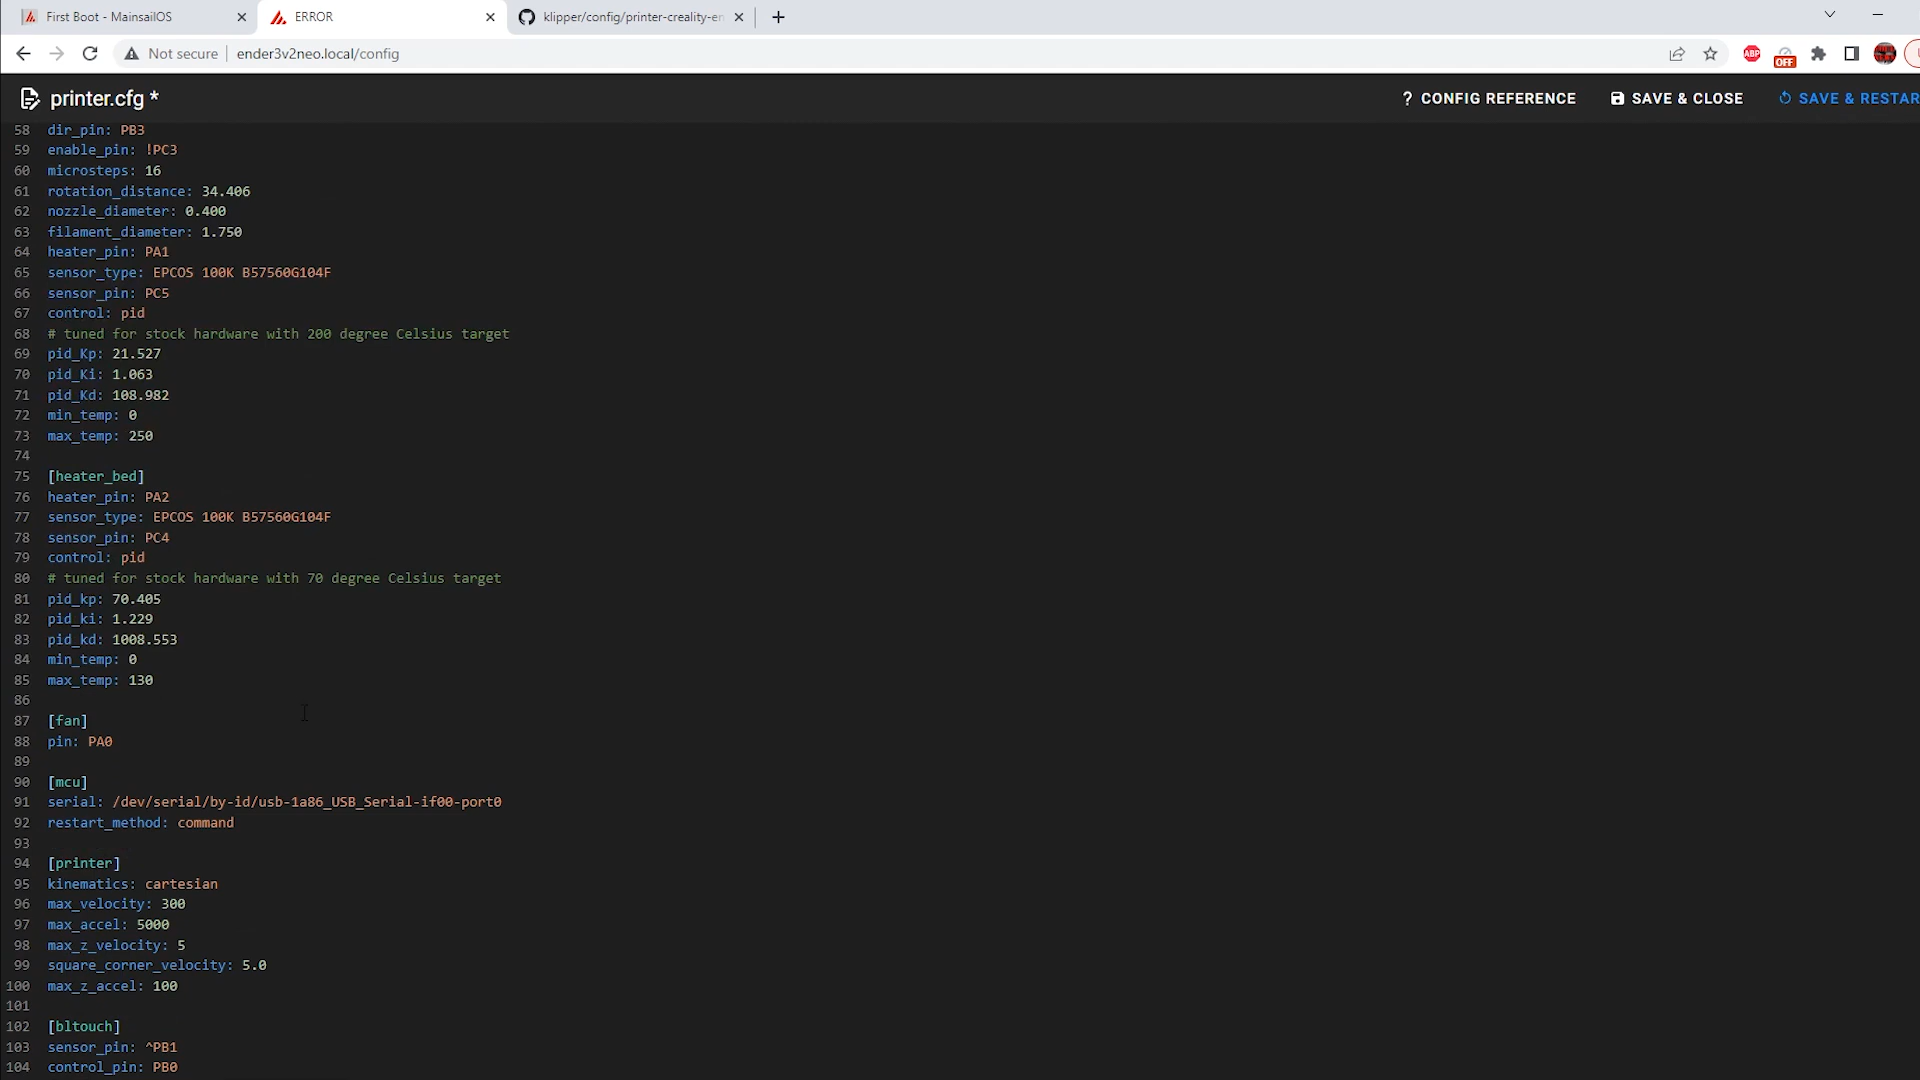 First Boot - MainsailOS
ERROR
klipper/config/printer-creality-en
Not secure
ender3v2neo.local/config
ABP
OFF
printer.cfg *
? CONFIG REFERENCE
SAVE & CLOSE
SAVE & RESTAR
58 dir_pin: PB3
59 enable_pin: !PC3
60 microsteps: 16
61 rotation_distance: 34.406
62 nozzle_diameter: 0.400
63 filament_diameter: 1.750
64 heater_pin: PA1
65 sensor_type: EPCOS 100K B57560G104F
66 sensor_pin: PC5
67 control: pid
68 # tuned for stock hardware with 200 degree Celsius target
69 pid_Kp: 21.527
70 pid_Ki: 1.063
71 pid_Kd: 108.982
72 min_temp: 0
73 max_temp: 250
74
75 [heater_bed]
76 heater_pin: PA2
77 sensor_type: EPCOS 100K B57560G104F
78 sensor_pin: PC4
79 control: pid
80 # tuned for stock hardware with 70 degree Celsius target
81 pid_kp: 70.405
82 pid_ki: 1.229
83 pid_kd: 1008.553
84 min_temp: 0
85 max_temp: 130
86
87 [fan]
88 pin: PA0
89
90 [mcu]
91 serial: /dev/serial/by-id/usb-1a86_USB_Serial-if00-port0
92 restart_method: command
93
94 [printer]
95 kinematics: cartesian
96 max_velocity: 300
97 max_accel: 5000
98 max_z_velocity: 5
99 square_corner_velocity: 5.0
100 max_z_accel: 100
101
102 [bltouch]
103 sensor_pin: ^PB1
104 control_pin: PB0